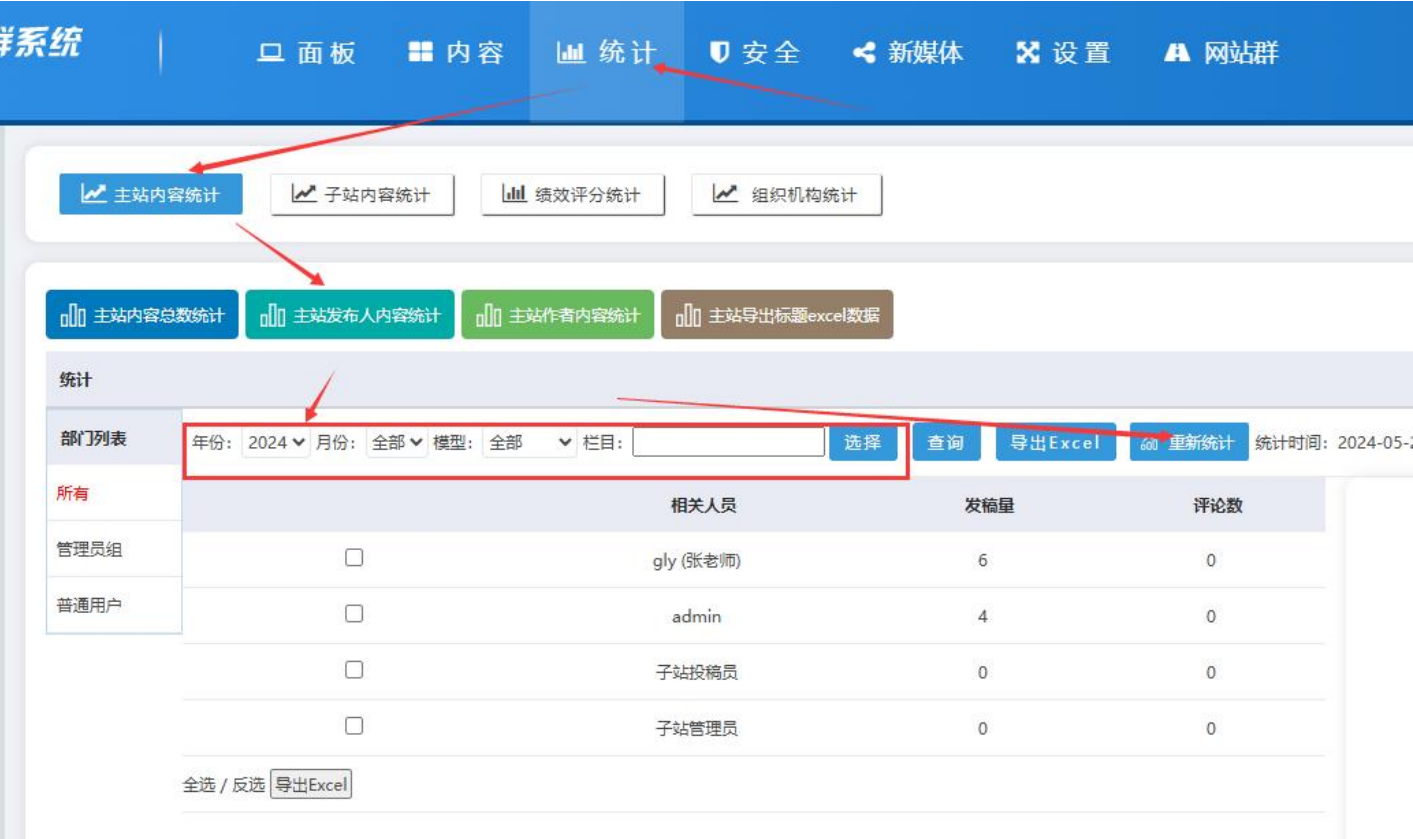 群系统
面板 内容 统计 安全 新媒体 设置 网站群
主站内容统计 子站内容统计 绩效评分统计 组织机构统计
主站内容总数统计 主站发布人内容统计 主站作者内容统计 主站导出标题excel数据
统计
部门列表 年份: 2024 月份: 全部 模型: 全部 栏目: 选择 查询 导出Excel 重新统计 统计时间: 2024-05-2
所有 相关人员 发稿量 评论数
管理员组 gly (张老师) 6 0
普通用户 admin 4 0
子站投稿员 0 0
子站管理员 0 0
全选 / 反选 导出Excel